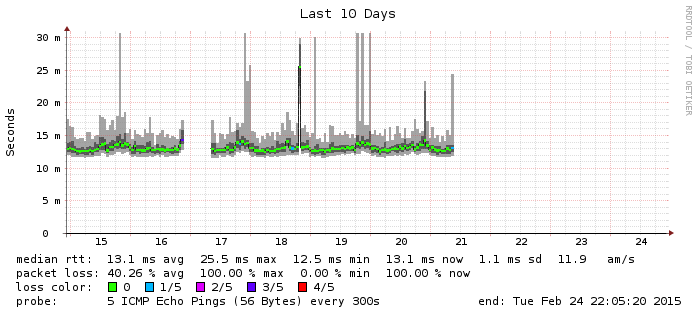 Last 10 Days
RRDTOOL / TOBI OETIKER
Seconds
30 m
25 m
20 m
15 m
10 m
5 m
0
15 16 17 18 19 20 21 22 23 24
median rtt: 13.1 ms avg 25.5 ms max 12.5 ms min 13.1 ms now 1.1 ms sd 11.9 am/s
packet loss: 40.26 % avg 100.00 % max 0.00 % min 100.00 % now
loss color: 0 1/5 2/5 3/5 4/5
probe: 5 ICMP Echo Pings (56 Bytes) every 300s end: Tue Feb 24 22:05:20 2015